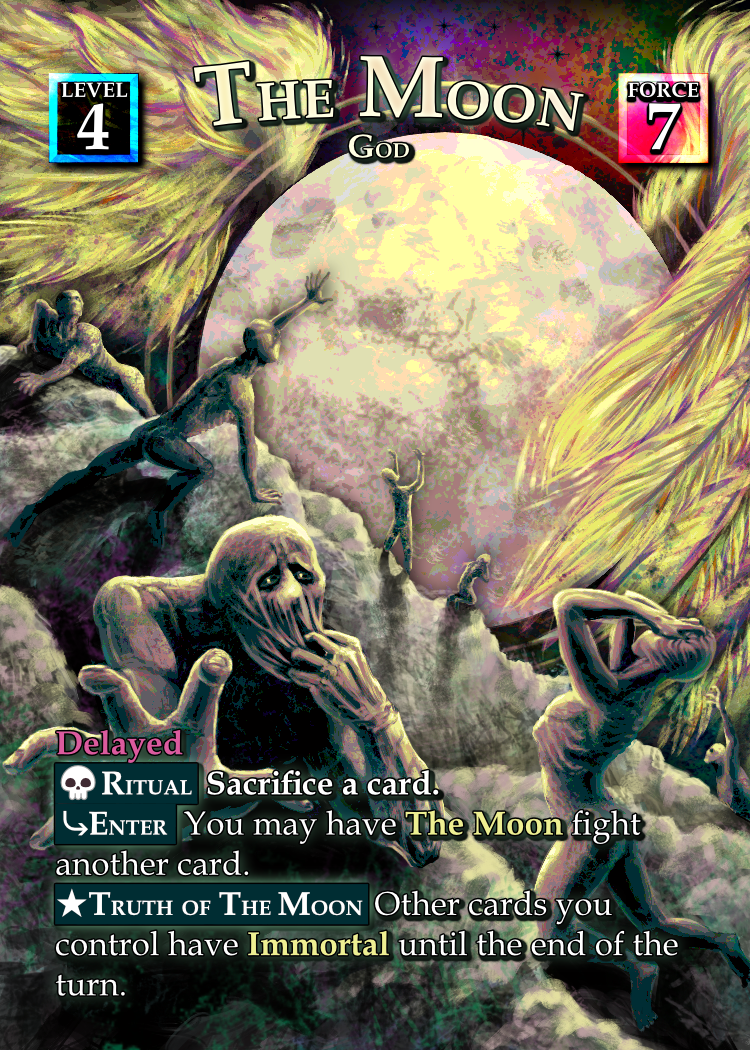 LEVEL
4
THE MOON
GOD
FORCE
7
Delayed
RITUAL Sacrifice a card.
ENTER You may have The Moon fight
another card.
★TRUTH OF THE MOON Other cards you
control have Immortal until the end of the
turn.